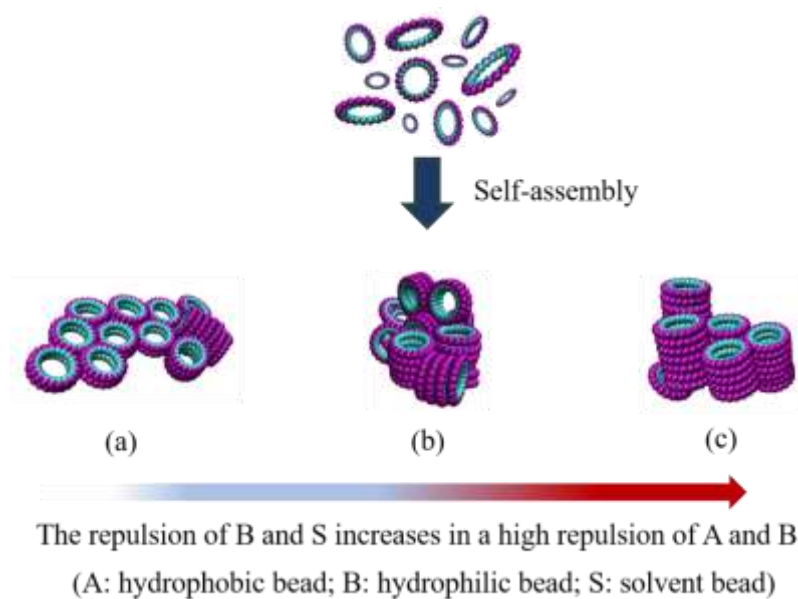 Self-assembly
(a)
(b)
(c)
The repulsion of B and S increases in a high repulsion of A and B
(A: hydrophobic bead; B: hydrophilic bead; S: solvent bead)